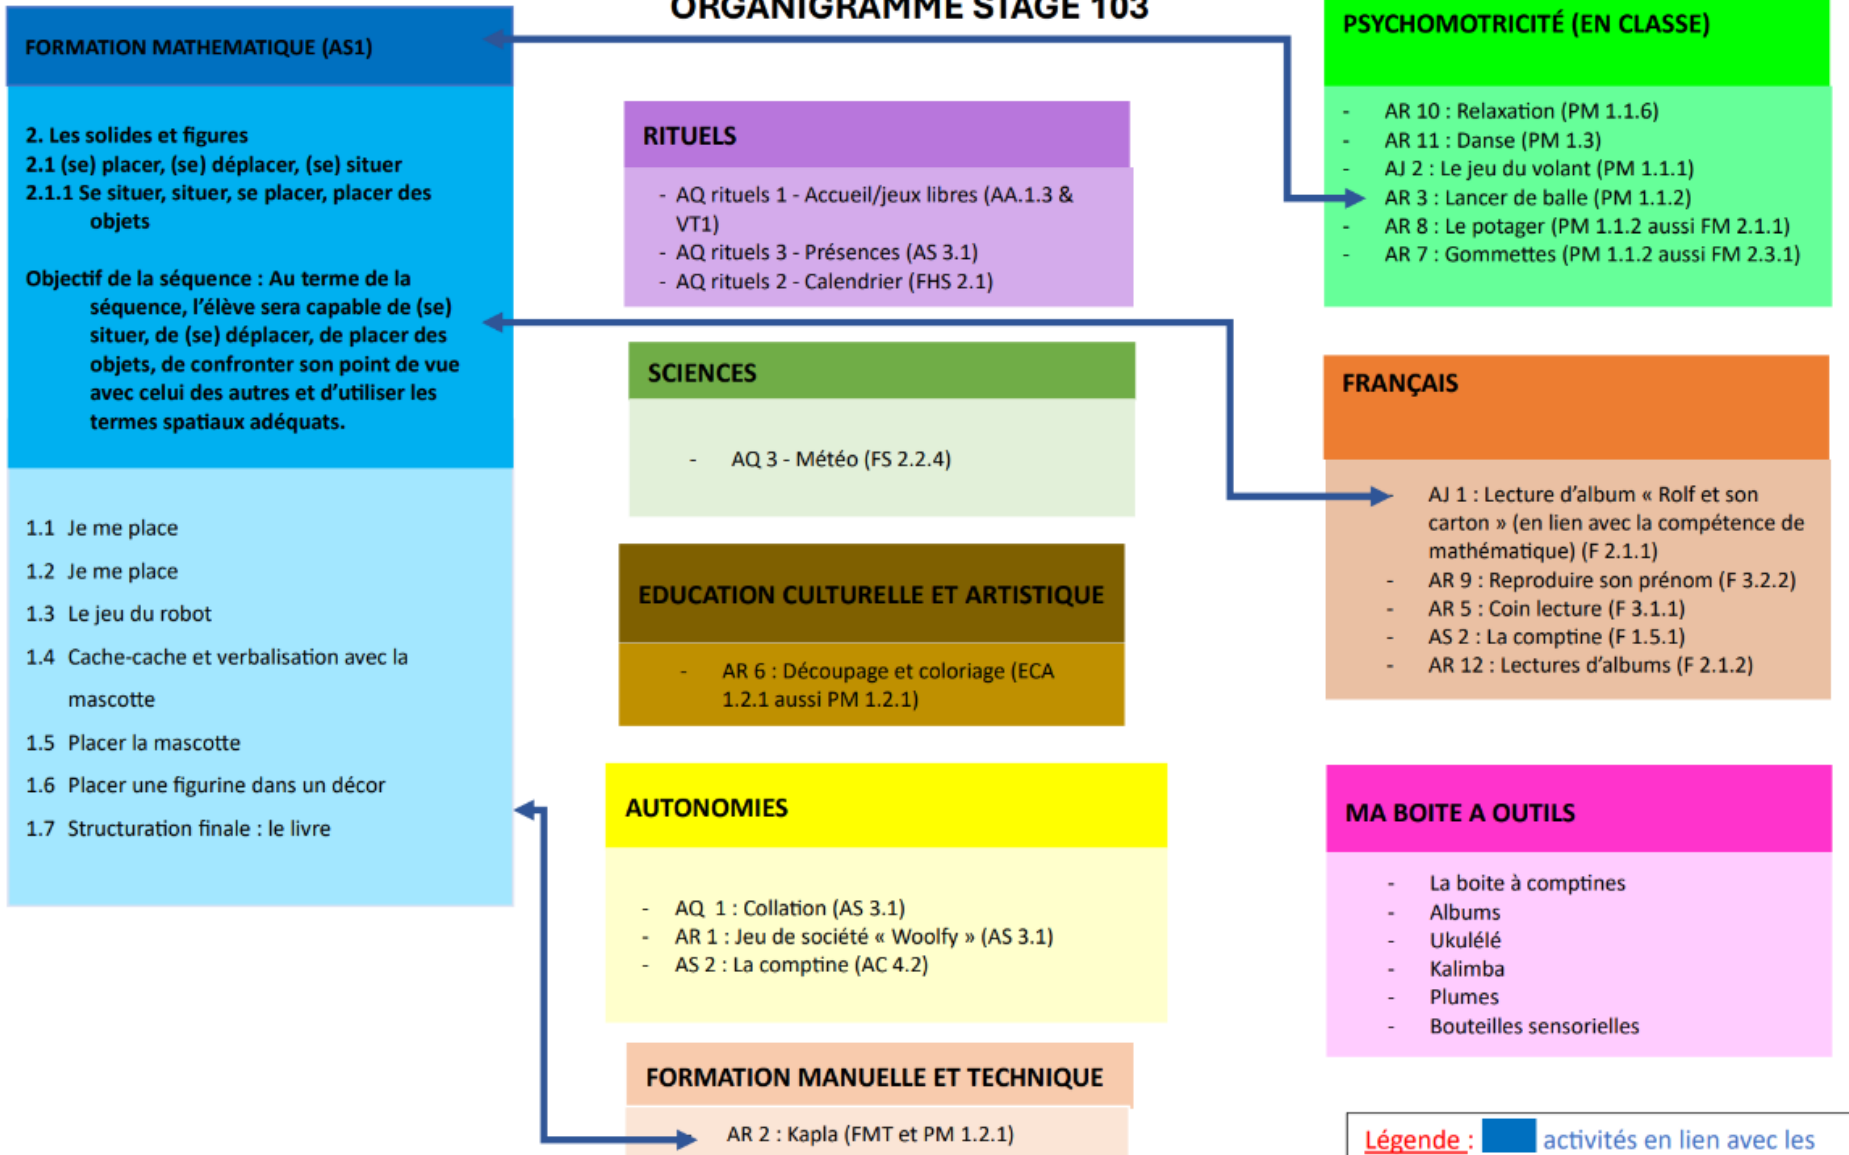 ORGANIGRAMME STAGE 103
FORMATION MATHEMATIQUE (AS1)
2. Les solides et figures
2.1 (se) placer, (se) déplacer, (se) situer
2.1.1 Se situer, situer, se placer, placer des
objets
Objectif de la séquence : Au terme de la
séquence, l’élève sera capable de (se)
situer, de (se) déplacer, de placer des
objets, de confronter son point de vue
avec celui des autres et d’utiliser les
termes spatiaux adéquats.
1.1 Je me place
1.2 Je me place
1.3 Le jeu du robot
1.4 Cache-cache et verbalisation avec la
mascotte
1.5 Placer la mascotte
1.6 Placer une figurine dans un décor
1.7 Structuration finale : le livre
RITUELS
- AQ rituels 1 - Accueil/jeux libres (AA.1.3 &
VT1)
- AQ rituels 3 - Présences (AS 3.1)
- AQ rituels 2 - Calendrier (FHS 2.1)
SCIENCES
- AQ 3 - Météo (FS 2.2.4)
EDUCATION CULTURELLE ET ARTISTIQUE
- AR 6 : Découpage et coloriage (ECA
1.2.1 aussi PM 1.2.1)
AUTONOMIES
- AQ 1 : Collation (AS 3.1)
- AR 1 : Jeu de société « Woolfy » (AS 3.1)
- AS 2 : La comptine (AC 4.2)
FORMATION MANUELLE ET TECHNIQUE
AR 2 : Kapla (FMT et PM 1.2.1)
PSYCHOMOTRICITÉ (EN CLASSE)
- AR 10 : Relaxation (PM 1.1.6)
- AR 11 : Danse (PM 1.3)
- AJ 2 : Le jeu du volant (PM 1.1.1)
- AR 3 : Lancer de balle (PM 1.1.2)
- AR 8 : Le potager (PM 1.1.2 aussi FM 2.1.1)
- AR 7 : Gommettes (PM 1.1.2 aussi FM 2.3.1)
FRANÇAIS
- AJ 1 : Lecture d’album « Rolf et son
carton » (en lien avec la compétence de
mathématique) (F 2.1.1)
- AR 9 : Reproduire son prénom (F 3.2.2)
- AR 5 : Coin lecture (F 3.1.1)
- AS 2 : La comptine (F 1.5.1)
- AR 12 : Lectures d’albums (F 2.1.2)
MA BOITE A OUTILS
- La boite à comptines
- Albums
- Ukulélé
- Kalimba
- Plumes
- Bouteilles sensorielles
Légende : activités en lien avec les